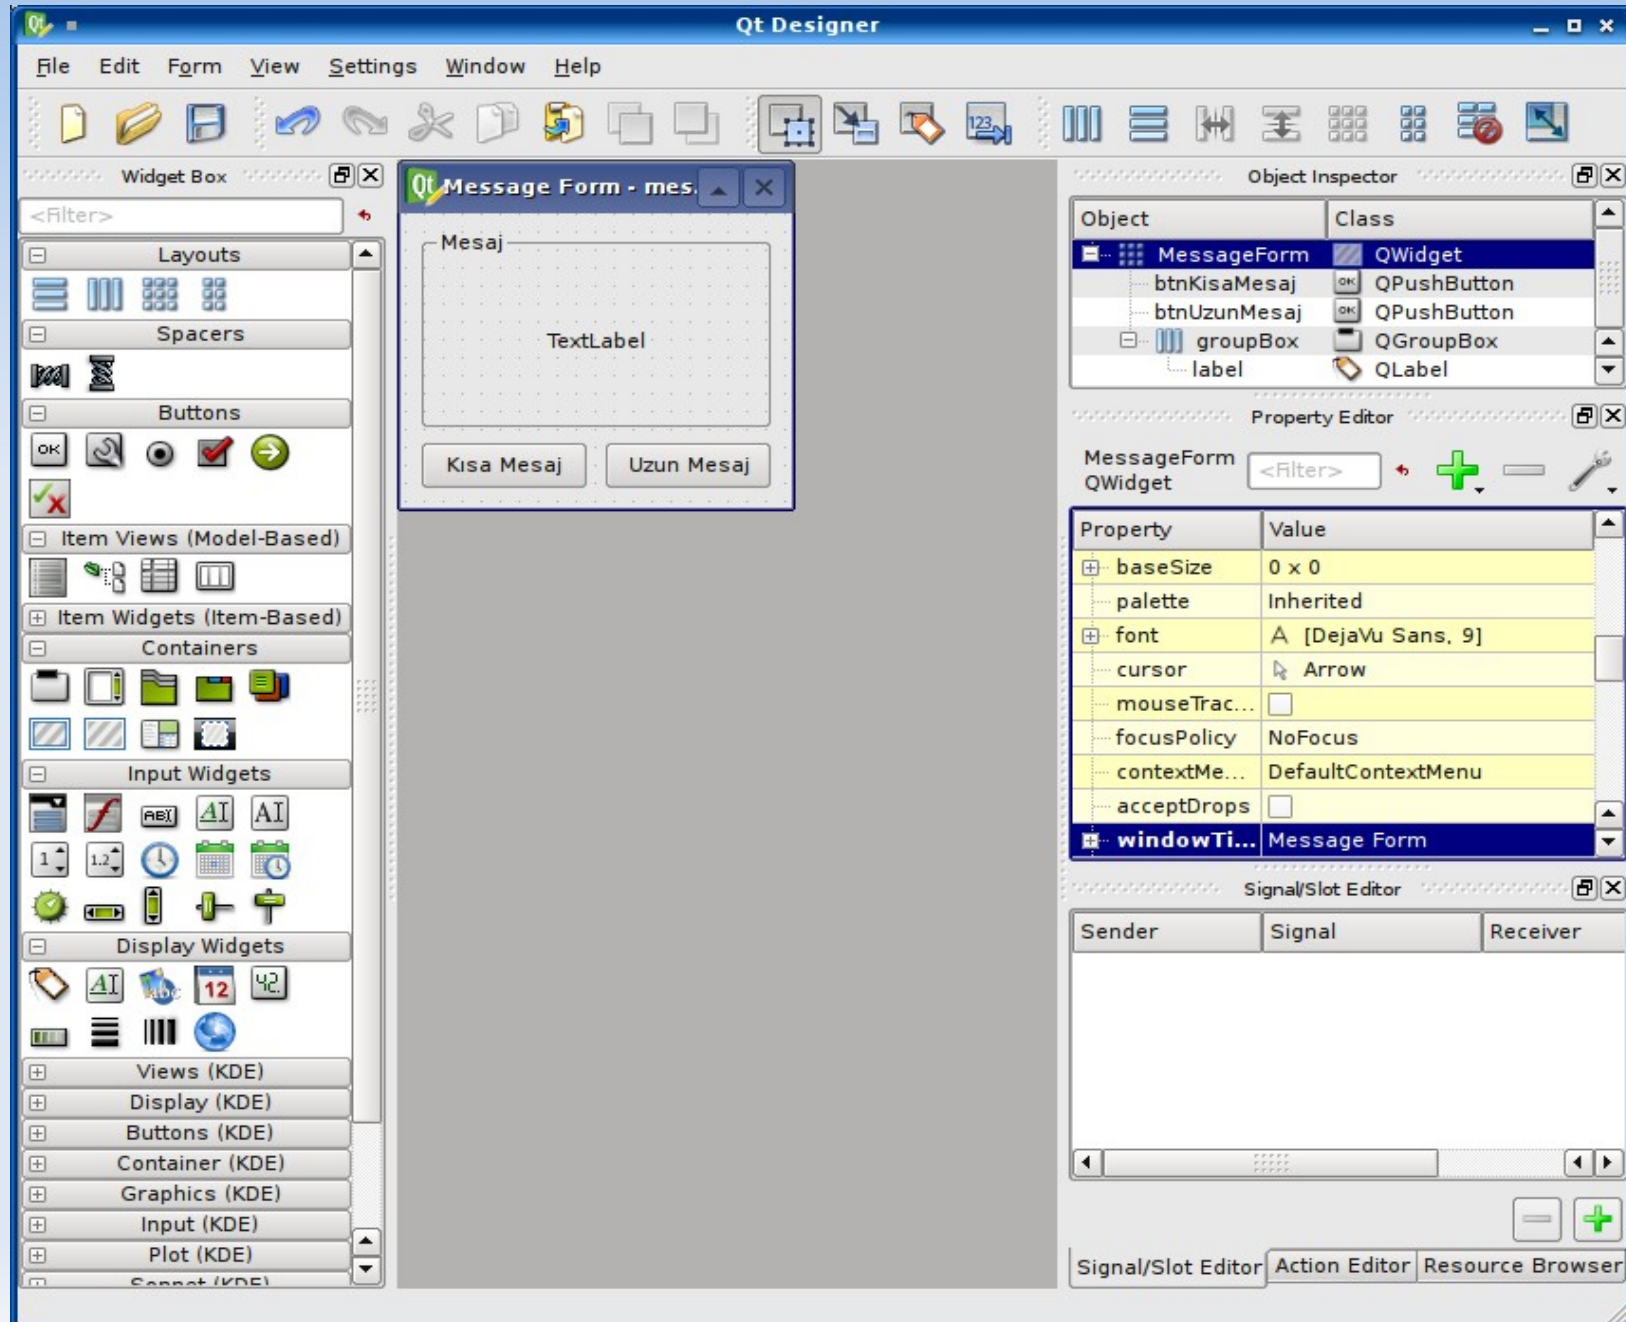 Qt Designer
File Edit Form View Settings Window Help
Widget Box
<Filter>
Layouts
Spacers
Buttons
Item Views (Model-Based)
Item Widgets (Item-Based)
Containers
Input Widgets
Display Widgets
Views (KDE)
Display (KDE)
Buttons (KDE)
Container (KDE)
Graphics (KDE)
Input (KDE)
Plot (KDE)
Sonnet (KDE)
Message Form - mes.
Mesaj
TextLabel
Kısa Mesaj Uzun Mesaj
Object Inspector
Object Class
MessageForm QWidget
btnKisaMesaj QPushButton
btnUzunMesaj QPushButton
groupBox QGroupBox
label QLabel
Property Editor
MessageForm
QWidget
<Filter>
Property Value
baseSize 0 x 0
palette Inherited
font A [DejaVu Sans, 9]
cursor Arrow
mouseTrac...
focusPolicy NoFocus
contextMe... DefaultContextMenu
acceptDrops
windowTi... Message Form
Signal/Slot Editor
Sender Signal Receiver
Signal/Slot Editor Action Editor Resource Browser